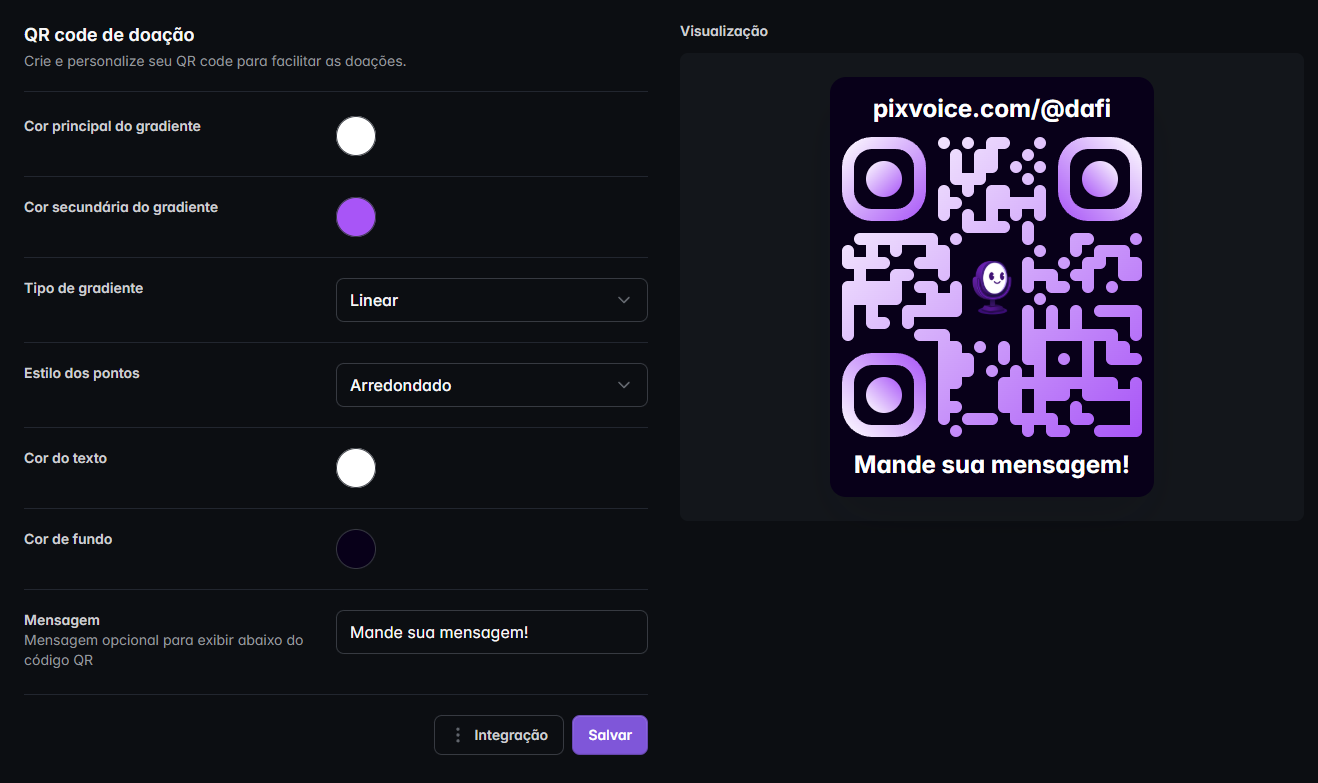 QR code de doação
Crie e personalize seu QR code para facilitar as doações.
Cor principal do gradiente
Cor secundária do gradiente
Tipo de gradiente
Linear
Estilo dos pontos
Arredondado
Cor do texto
Cor de fundo
Mensagem
Mensagem opcional para exibir abaixo do
código QR
Mande sua mensagem!
Integração
Salvar
Visualização
pixvoice.com/@dafi
Mande sua mensagem!